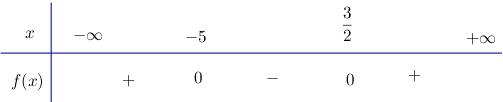 x −∞ −5 3/2 +∞
f(x) + 0 − 0 +